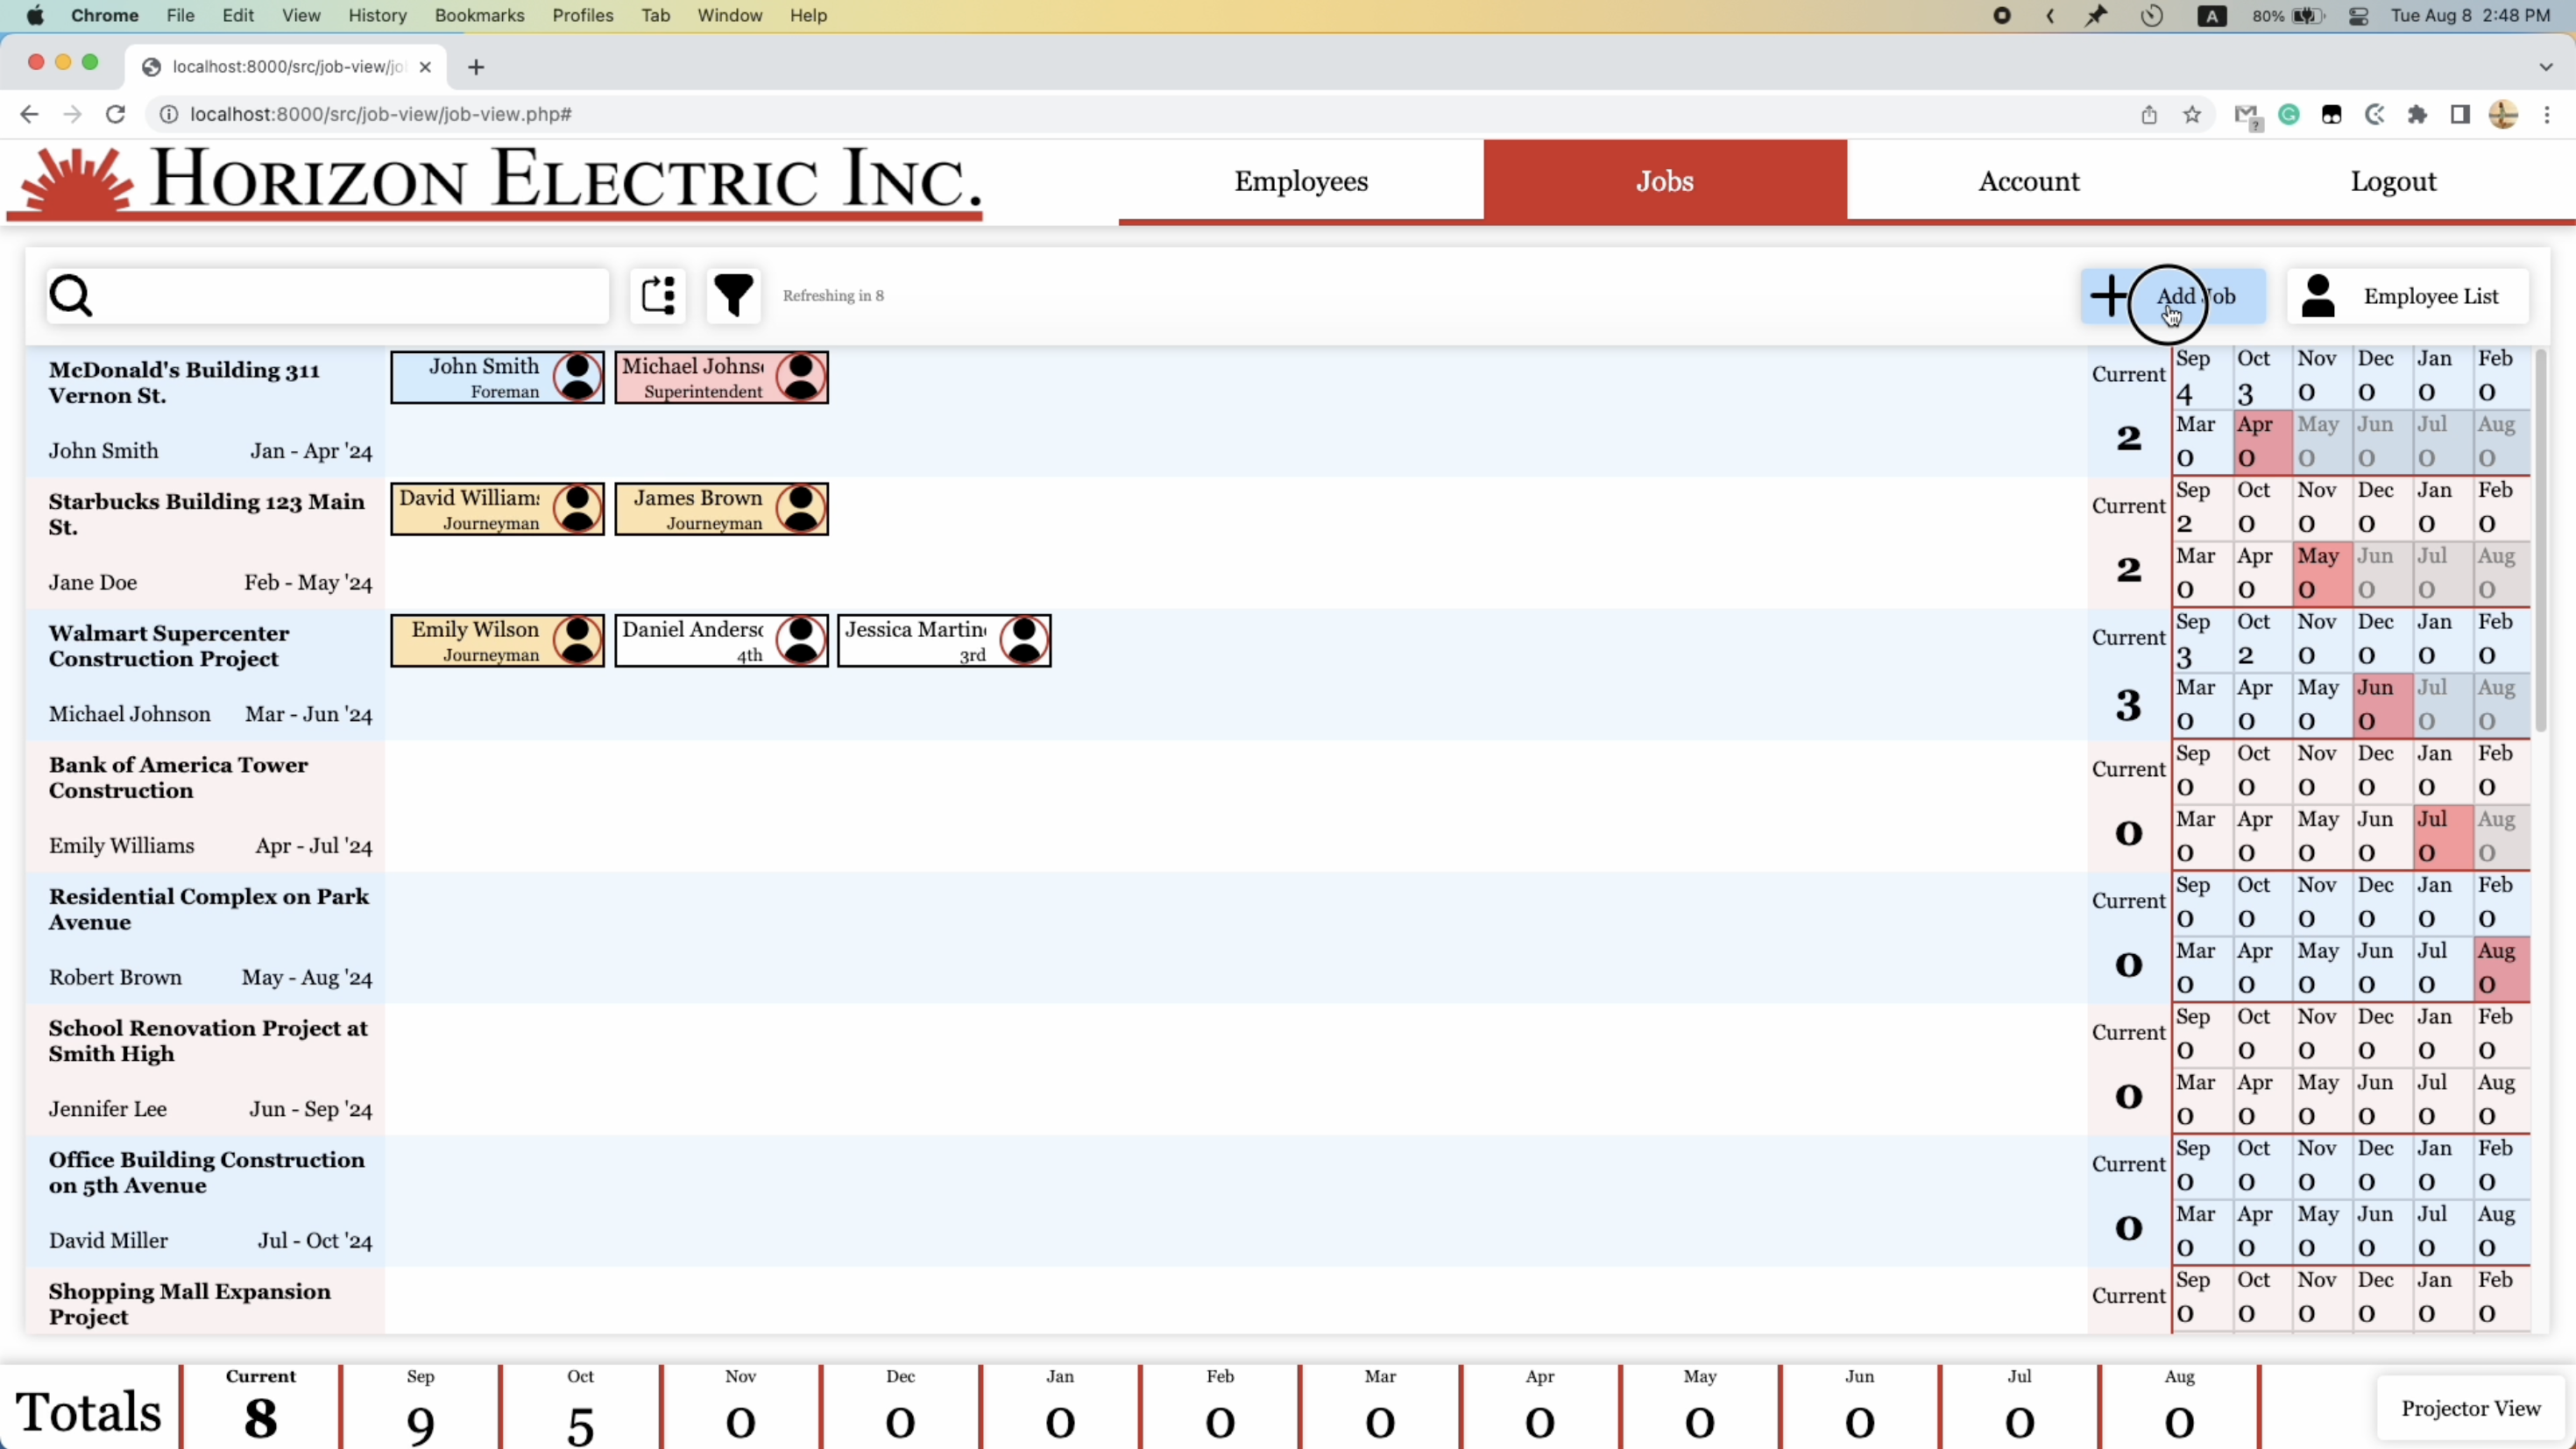 Chrome File Edit View History Bookmarks Profiles Tab Window Help A 80% Tue Aug 8 2:48 PM
localhost:8000/src/job-view/jo
localhost:8000/src/job-view/job-view.php#
HORIZON ELECTRIC INC. Employees Jobs Account Logout
Refreshing in 8 Add Job Employee List
McDonald's Building 311
Vernon St.
John Smith Jan - Apr '24
John Smith
Foreman
Michael Johns
Superintendent
Current
2
Sep Oct Nov Dec Jan Feb
4 3 0 0 0 0
Mar Apr May Jun Jul Aug
0 0 0 0 0 0
Starbucks Building 123 Main
St.
Jane Doe Feb - May '24
David Williams
Journeyman
James Brown
Journeyman
Current
2
Sep Oct Nov Dec Jan Feb
2 0 0 0 0 0
Mar Apr May Jun Jul Aug
0 0 0 0 0 0
Walmart Supercenter
Construction Project
Michael Johnson Mar - Jun '24
Emily Wilson
Journeyman
Daniel Anders
4th
Jessica Martin
3rd
Current
3
Sep Oct Nov Dec Jan Feb
3 2 0 0 0 0
Mar Apr May Jun Jul Aug
0 0 0 0 0 0
Bank of America Tower
Construction
Emily Williams Apr - Jul '24
Current
0
Sep Oct Nov Dec Jan Feb
0 0 0 0 0 0
Mar Apr May Jun Jul Aug
0 0 0 0 0 0
Residential Complex on Park
Avenue
Robert Brown May - Aug '24
Current
0
Sep Oct Nov Dec Jan Feb
0 0 0 0 0 0
Mar Apr May Jun Jul Aug
0 0 0 0 0 0
School Renovation Project at
Smith High
Jennifer Lee Jun - Sep '24
Current
0
Sep Oct Nov Dec Jan Feb
0 0 0 0 0 0
Mar Apr May Jun Jul Aug
0 0 0 0 0 0
Office Building Construction
on 5th Avenue
David Miller Jul - Oct '24
Current
0
Sep Oct Nov Dec Jan Feb
0 0 0 0 0 0
Mar Apr May Jun Jul Aug
0 0 0 0 0 0
Shopping Mall Expansion
Project
Current
Sep Oct Nov Dec Jan Feb
0 0 0 0 0 0
Totals
Current Sep Oct Nov Dec Jan Feb Mar Apr May Jun Jul Aug
8 9 5 0 0 0 0 0 0 0 0 0 0
Projector View